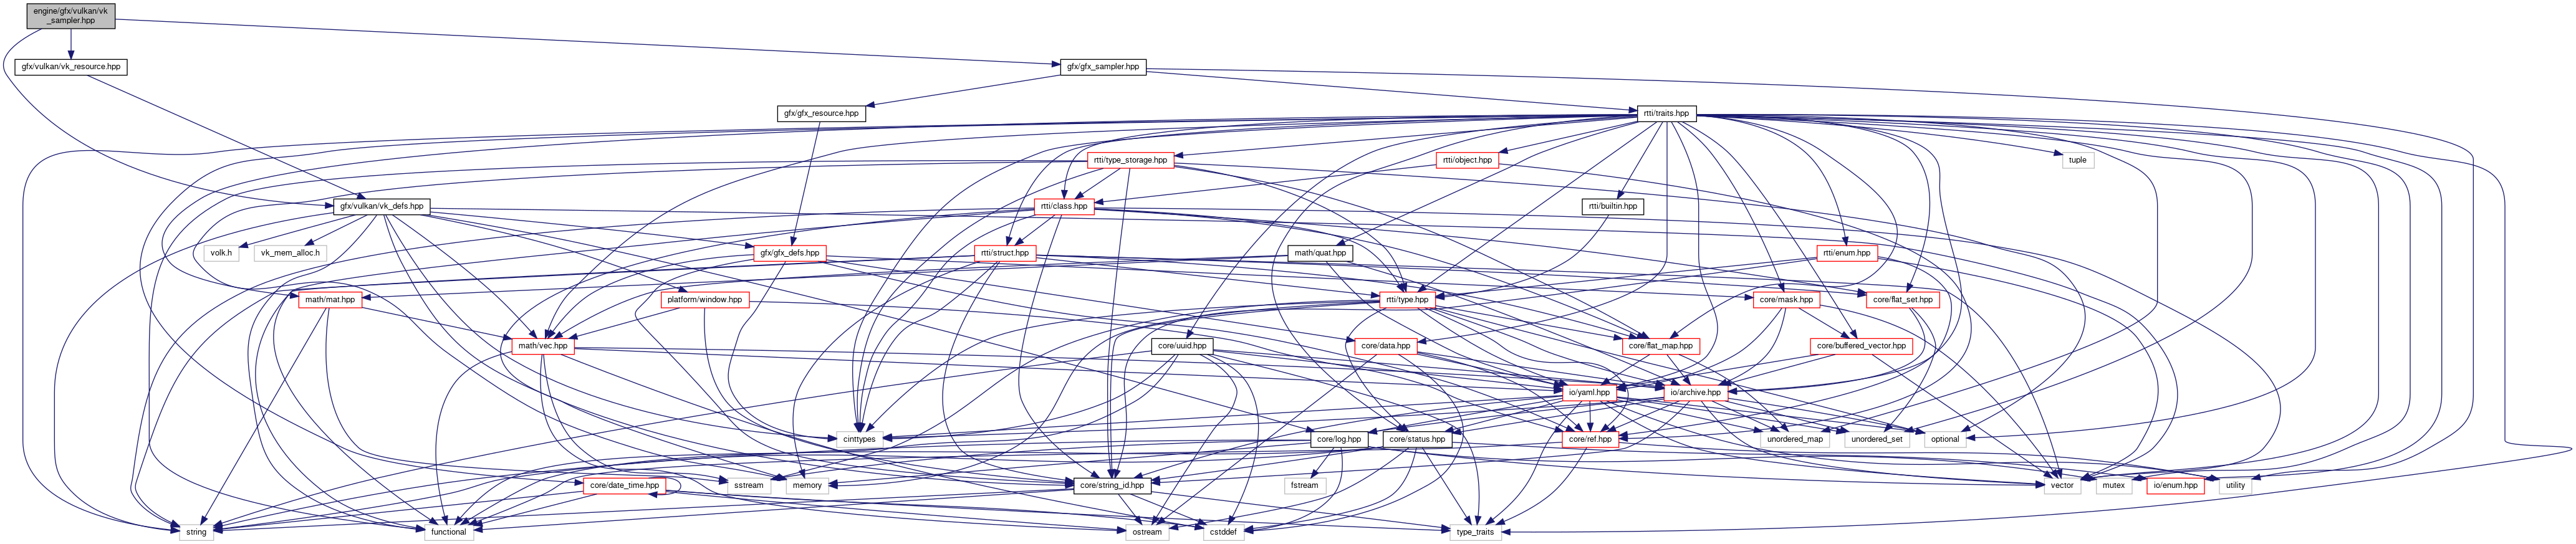 engine/gfx/vulkan/vk
_sampler.hpp
gfx/vulkan/vk_resource.hpp
gfx/gfx_sampler.hpp
gfx/gfx_resource.hpp
rtti/traits.hpp
rtti/type_storage.hpp
rtti/object.hpp
tuple
gfx/vulkan/vk_defs.hpp
rtti/class.hpp
rtti/builtin.hpp
volk.h
vk_mem_alloc.h
gfx/gfx_defs.hpp
rtti/struct.hpp
math/quat.hpp
rtti/enum.hpp
math/mat.hpp
platform/window.hpp
rtti/type.hpp
core/mask.hpp
core/flat_set.hpp
math/vec.hpp
core/uuid.hpp
core/data.hpp
core/flat_map.hpp
core/buffered_vector.hpp
io/yaml.hpp
io/archive.hpp
cinttypes
core/log.hpp
core/status.hpp
core/ref.hpp
unordered_map
unordered_set
optional
core/date_time.hpp
sstream
memory
core/string_id.hpp
fstream
vector
mutex
io/enum.hpp
utility
string
functional
ostream
cstddef
type_traits